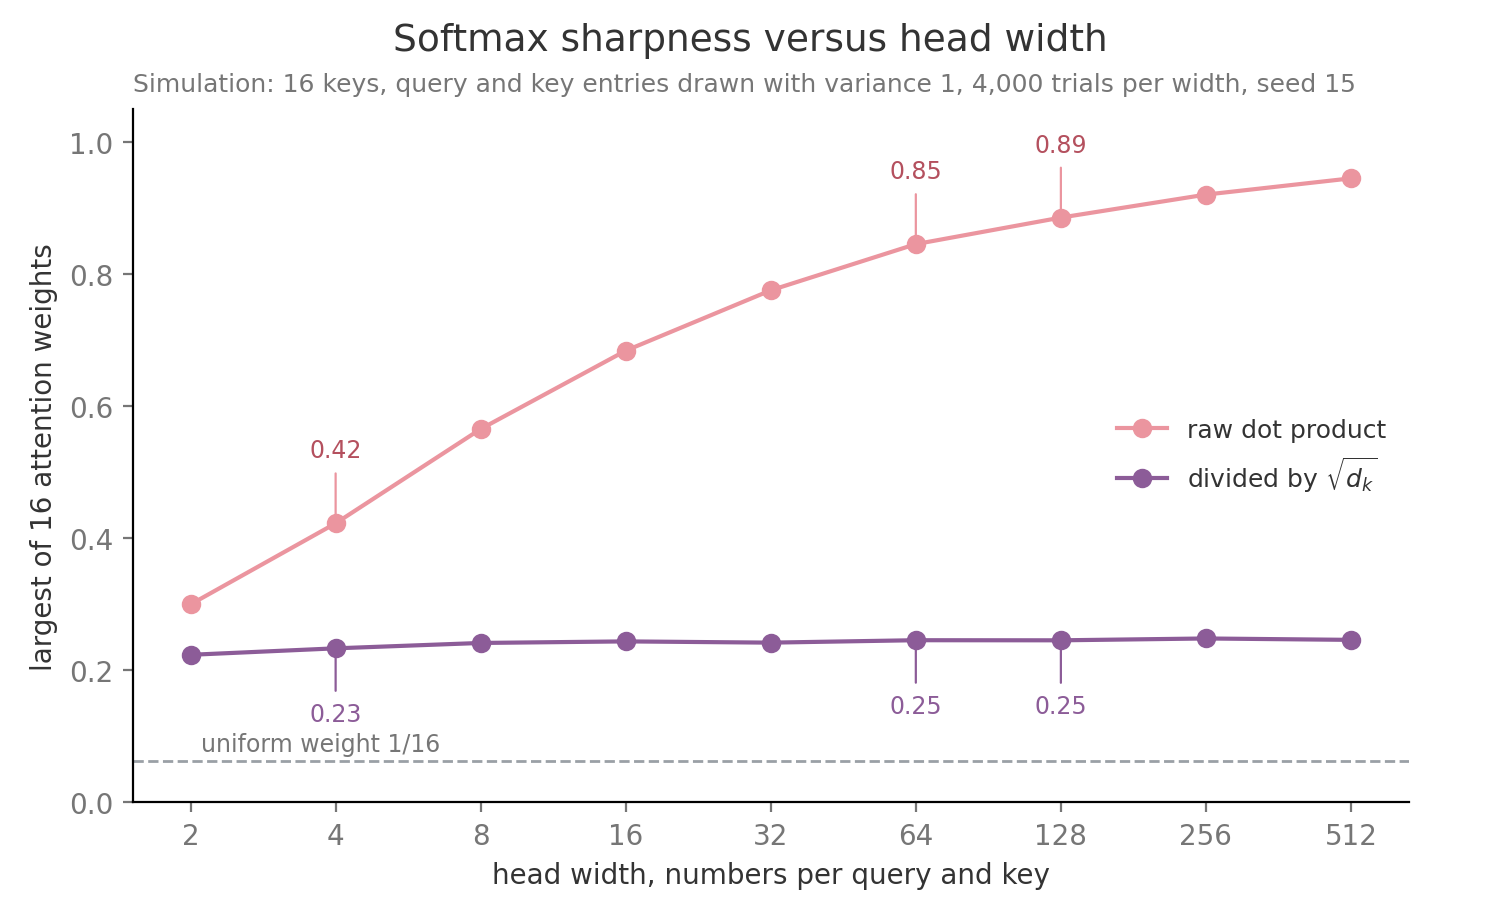 Softmax sharpness versus head width
Simulation: 16 keys, query and key entries drawn with variance 1, 4,000 trials per width, seed 15
largest of 16 attention weights
1.0
0.8
0.6
0.4
0.2
0.0
0.42
0.85
0.89
0.23
0.25
0.25
raw dot product
divided by √dₖ
uniform weight 1/16
2 4 8 16 32 64 128 256 512
head width, numbers per query and key